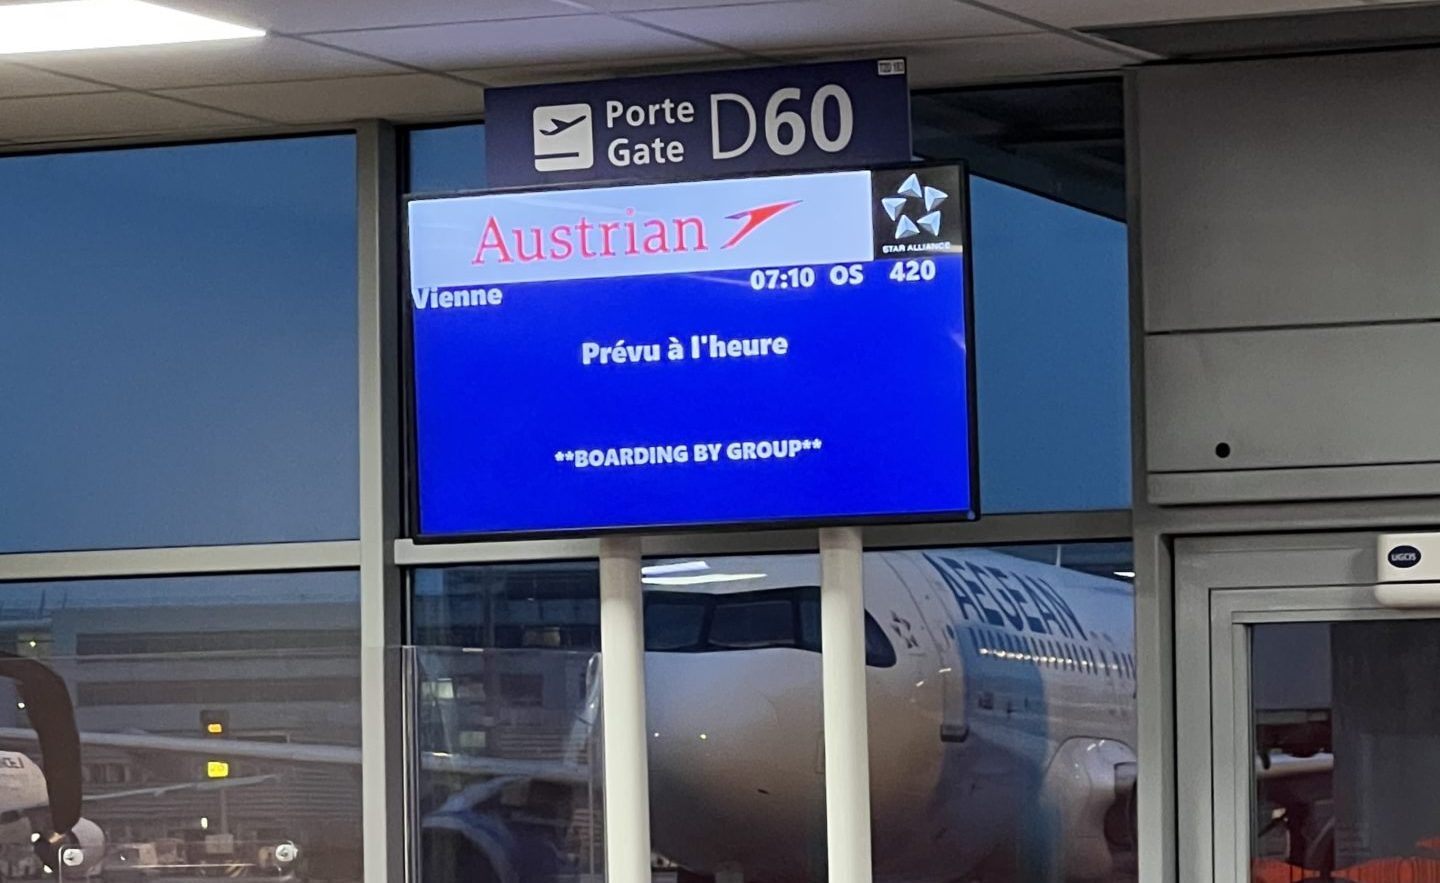 Porte
Gate
D60
Austrian
STAR ALLIANCE
Vienne 07:10 OS 420
Prévu à l'heure
**BOARDING BY GROUP**
AEGEAN